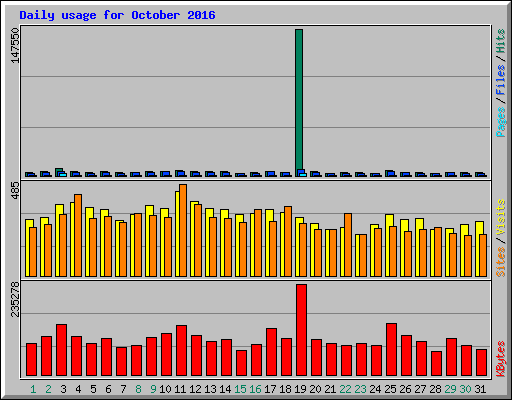 Daily usage for October 2016
147550
Pages / Files / Hits
485
Sites / Visits
235278
KBytes
1 2 3 4 5 6 7 8 9 10 11 12 13 14 15 16 17 18 19 20 21 22 23 24 25 26 27 28 29 30 31